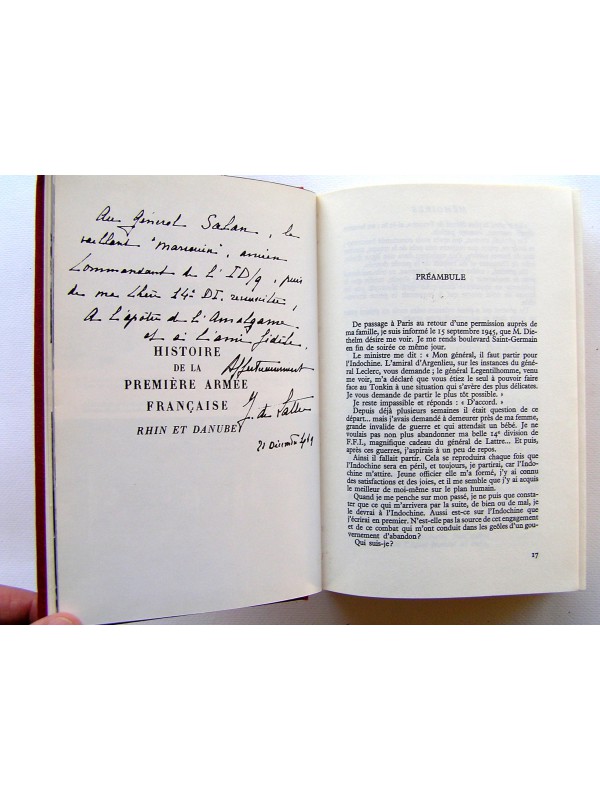 Au Général Salan, le
vaillant "marsouin", ancien
Commandant de l'ID/9, puis
de ma chère 14e DI. ressuscitée,
A l'apôtre de l'Amalgame
et à l'ami fidèle.
HISTOIRE
DE LA
Affectueusement
PREMIÈRE ARMÉE
FRANÇAISE
J. de Lattre
RHIN ET DANUBE
21 Décembre 1949
PRÉAMBULE
De passage à Paris au retour d'une permission auprès de
ma famille, je suis informé le 15 septembre 1945, que M. Die-
thelm désire me voir. Je me rends boulevard Saint-Germain
en fin de soirée ce même jour.
Le ministre me dit : « Mon général, il faut partir pour
l'Indochine. L'amiral d'Argenlieu, sur les instances du géné-
ral Leclerc, vous demande ; le général Legentilhomme, venu
me voir, m'a déclaré que vous étiez le seul à pouvoir faire
face au Tonkin à une situation qui s'avère des plus délicates.
Je vous demande de partir le plus tôt possible. »
Je reste impassible et réponds : « D'accord. »
Depuis déjà plusieurs semaines il était question de ce
départ... mais j'avais demandé à demeurer près de ma femme,
grande invalide de guerre et qui attendait un bébé. Je ne
voulais pas non plus abandonner ma belle 14e division de
F.F.I., magnifique cadeau du général de Lattre... Et puis,
après ces guerres, j'aspirais à un peu de repos.
Ainsi il fallait partir. Cela se reproduira chaque fois que
l'Indochine sera en péril, et toujours, je partirai, car l'Indo-
chine m'attire. Jeune officier elle m'a formé, j'y ai connu
des satisfactions et des joies, et il me semble que j'y ai acquis
le meilleur de moi-même sur le plan humain.
Quand je me penche sur mon passé, je ne puis que consta-
ter que ce qui m'arrivera par la suite, de bien ou de mal, je
le devrai à l'Indochine. Aussi est-ce sur l'Indochine que
j'écrirai en premier. N'est-elle pas la source de cet engagement
et de ce combat qui m'ont conduit dans les geôles d'un gou-
vernement d'abandon?
Qui suis-je?
17